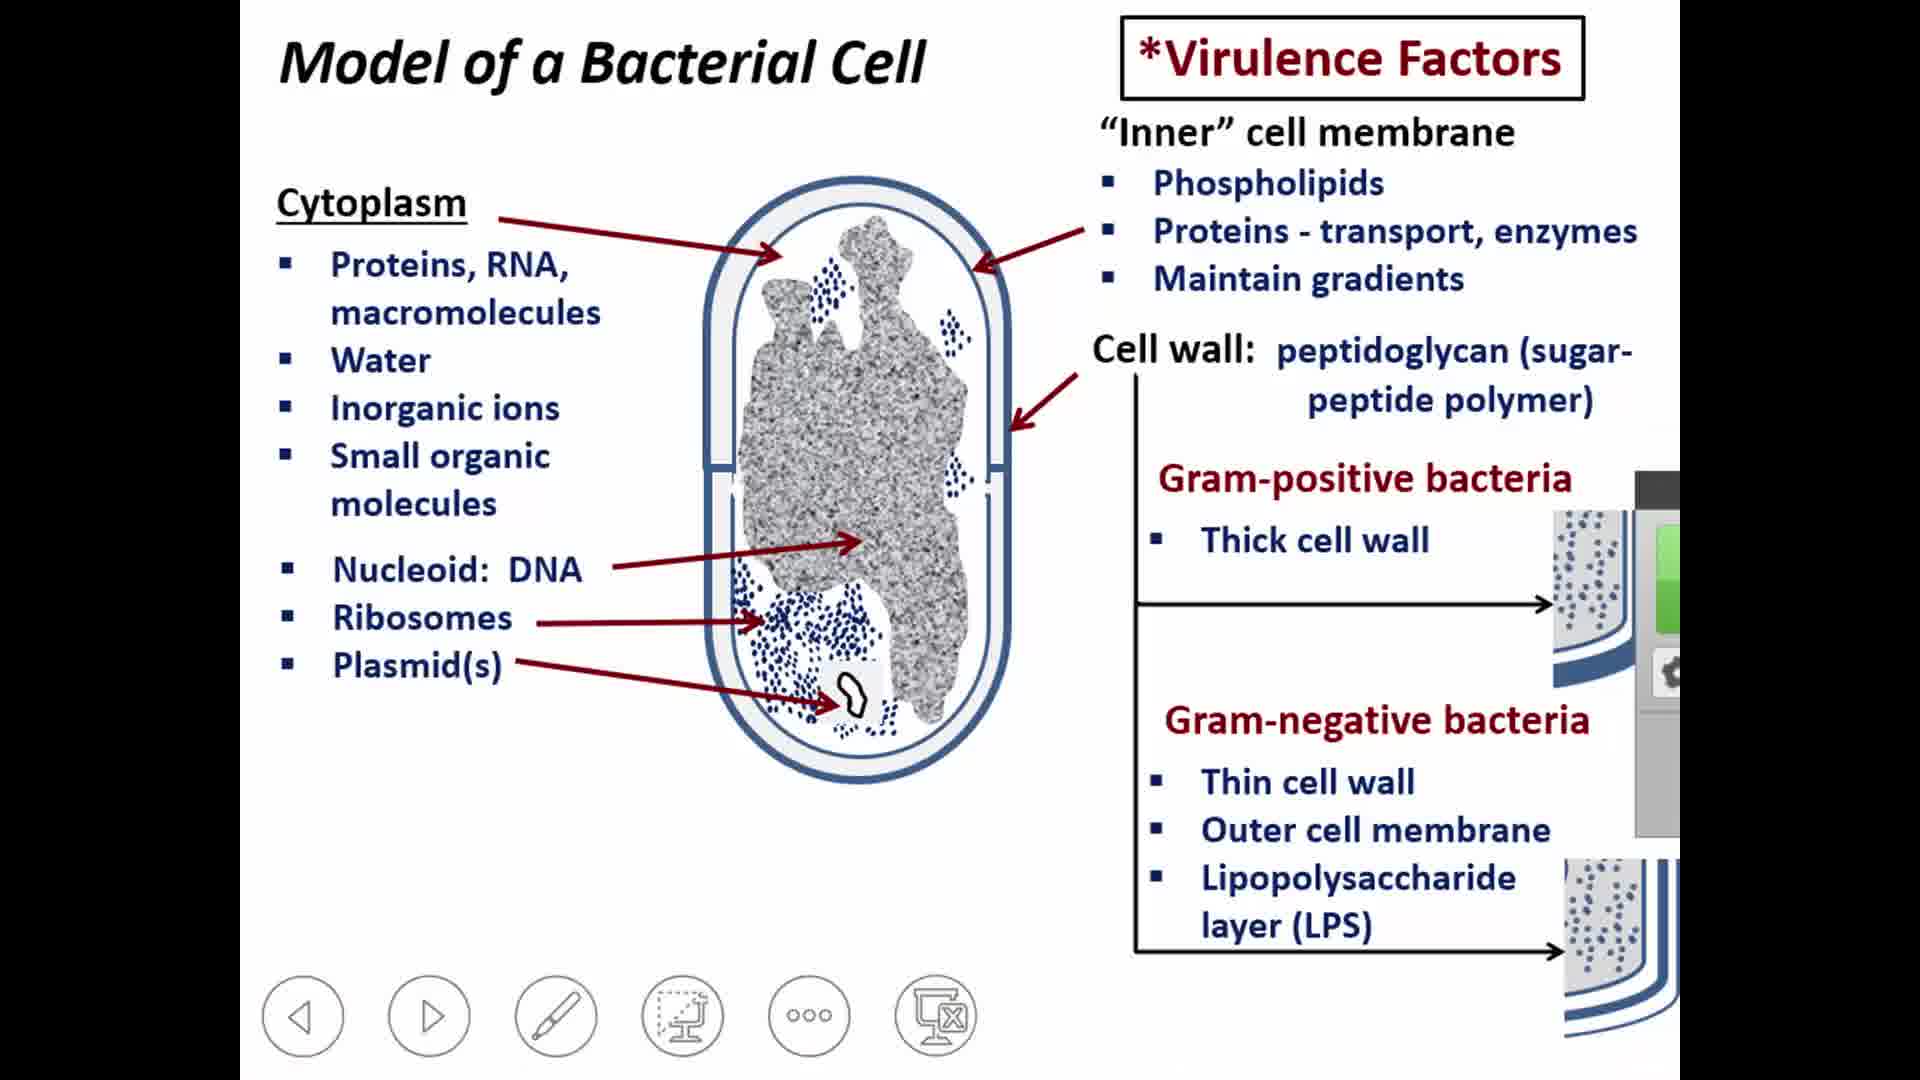 Model of a Bacterial Cell
*Virulence Factors
Cytoplasm
Proteins, RNA,
macromolecules
Water
Inorganic ions
Small organic
molecules
Nucleoid: DNA
Ribosomes
Plasmid(s)
“Inner” cell membrane
Phospholipids
Proteins - transport, enzymes
Maintain gradients
Cell wall: peptidoglycan (sugar-
peptide polymer)
Gram-positive bacteria
Thick cell wall
Gram-negative bacteria
Thin cell wall
Outer cell membrane
Lipopolysaccharide
layer (LPS)